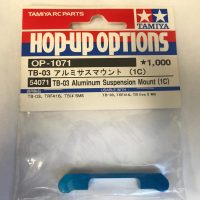 TAMIYA RC PARTS
TAMIYA
HOP-UP OPTIONS
OP-1071
★1,000
TB-03 アルミサスマウント (1C)
54071 TB-03 Aluminum Suspension Mount (1C)